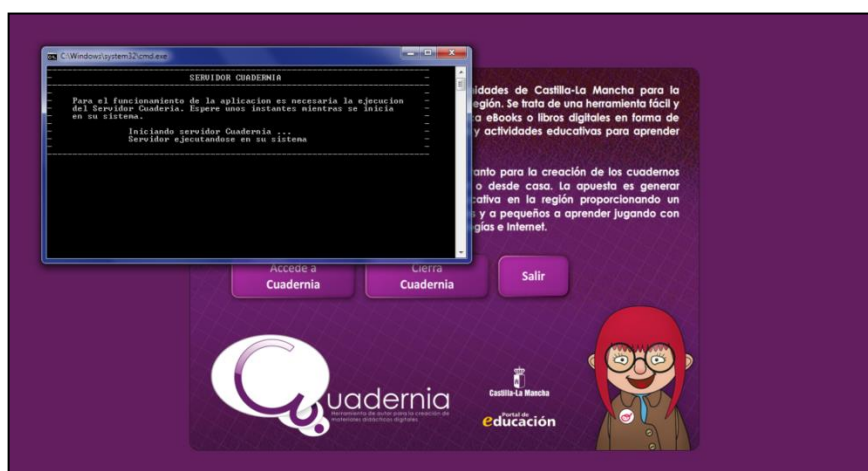 C:\Windows\system32\cmd.exe
SERVIDOR CUADERNIA
Para el funcionamiento de la aplicacion es necesaria la ejecucion
del Servidor Cuaderia. Espere unos instantes mientras se inicia
en su sistema.
Iniciando servidor Cuadernia ...
Servidor ejecutandose en su sistema
idades de Castilla-La Mancha para la
egión. Se trata de una herramienta fácil y
a eBooks o libros digitales en forma de
y actividades educativas para aprender
anto para la creación de los cuadernos
o desde casa. La apuesta es generar
cativa en la región proporcionando un
s y a pequeños a aprender jugando con
gías e Internet.
Accede a
Cuadernia
Cierra
Cuadernia
Salir
Cuadernia
Herramienta de autor para la creación de
materiales didácticos digitales
Castilla-La Mancha
Portal de
educación